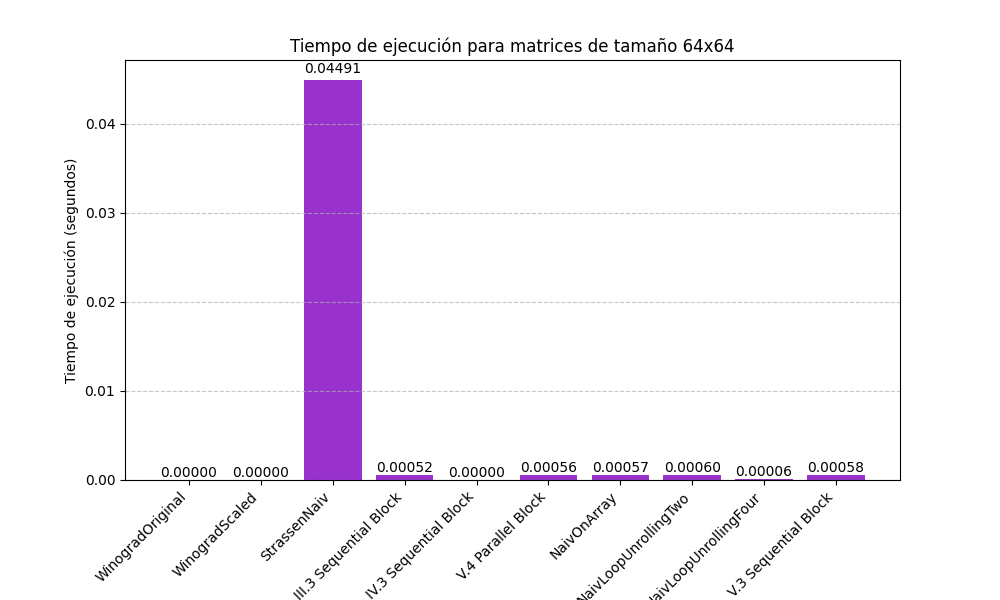 Tiempo de ejecución para matrices de tamaño 64x64
0.04491
0.04
0.03
0.02
0.01
0.00
Tiempo de ejecución (segundos)
0.00000
0.00000
0.00052
0.00000
0.00056
0.00057
0.00060
0.00006
0.00058
WinogradOriginal
WinogradScaled
StrassenNaiv
III.3 Sequential Block
IV.3 Sequential Block
V.4 Parallel Block
NaivOnArray
NaivLoopUnrollingTwo
aivLoopUnrollingFour
V.3 Sequential Block